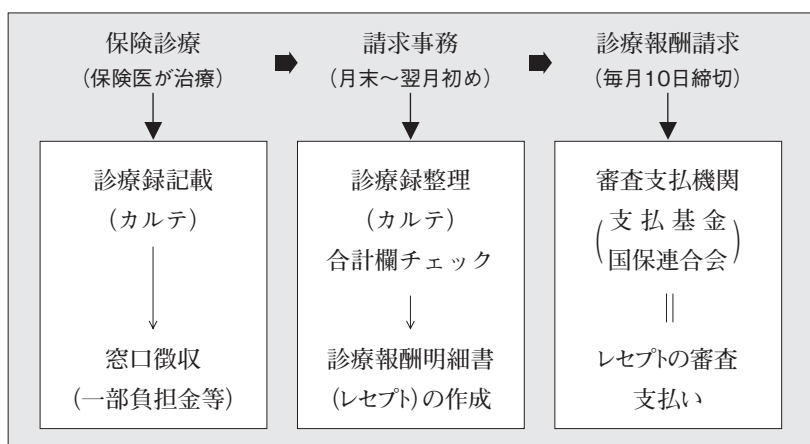 保険診療
(保険医が治療)
請求事務
(月末〜翌月初め)
診療報酬請求
(毎月10日締切)
診療録記載
(カルテ)
窓口徴収
(一部負担金等)
診療録整理
(カルテ)
合計欄チェック
診療報酬明細書
(レセプト)の作成
審査支払機関
(支払基金
国保連合会)
レセプトの審査
支払い